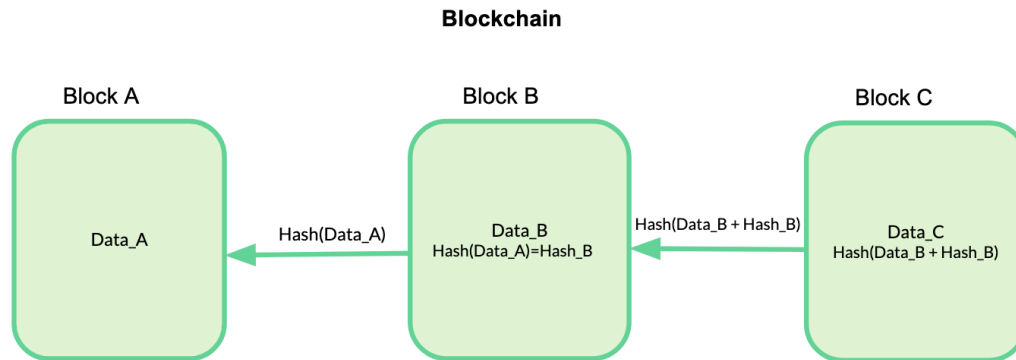 Blockchain
Block A
Block B
Block C
Data_A
Hash(Data_A)
Data_B
Hash(Data_A)=Hash_B
Hash(Data_B + Hash_B)
Data_C
Hash(Data_B + Hash_B)